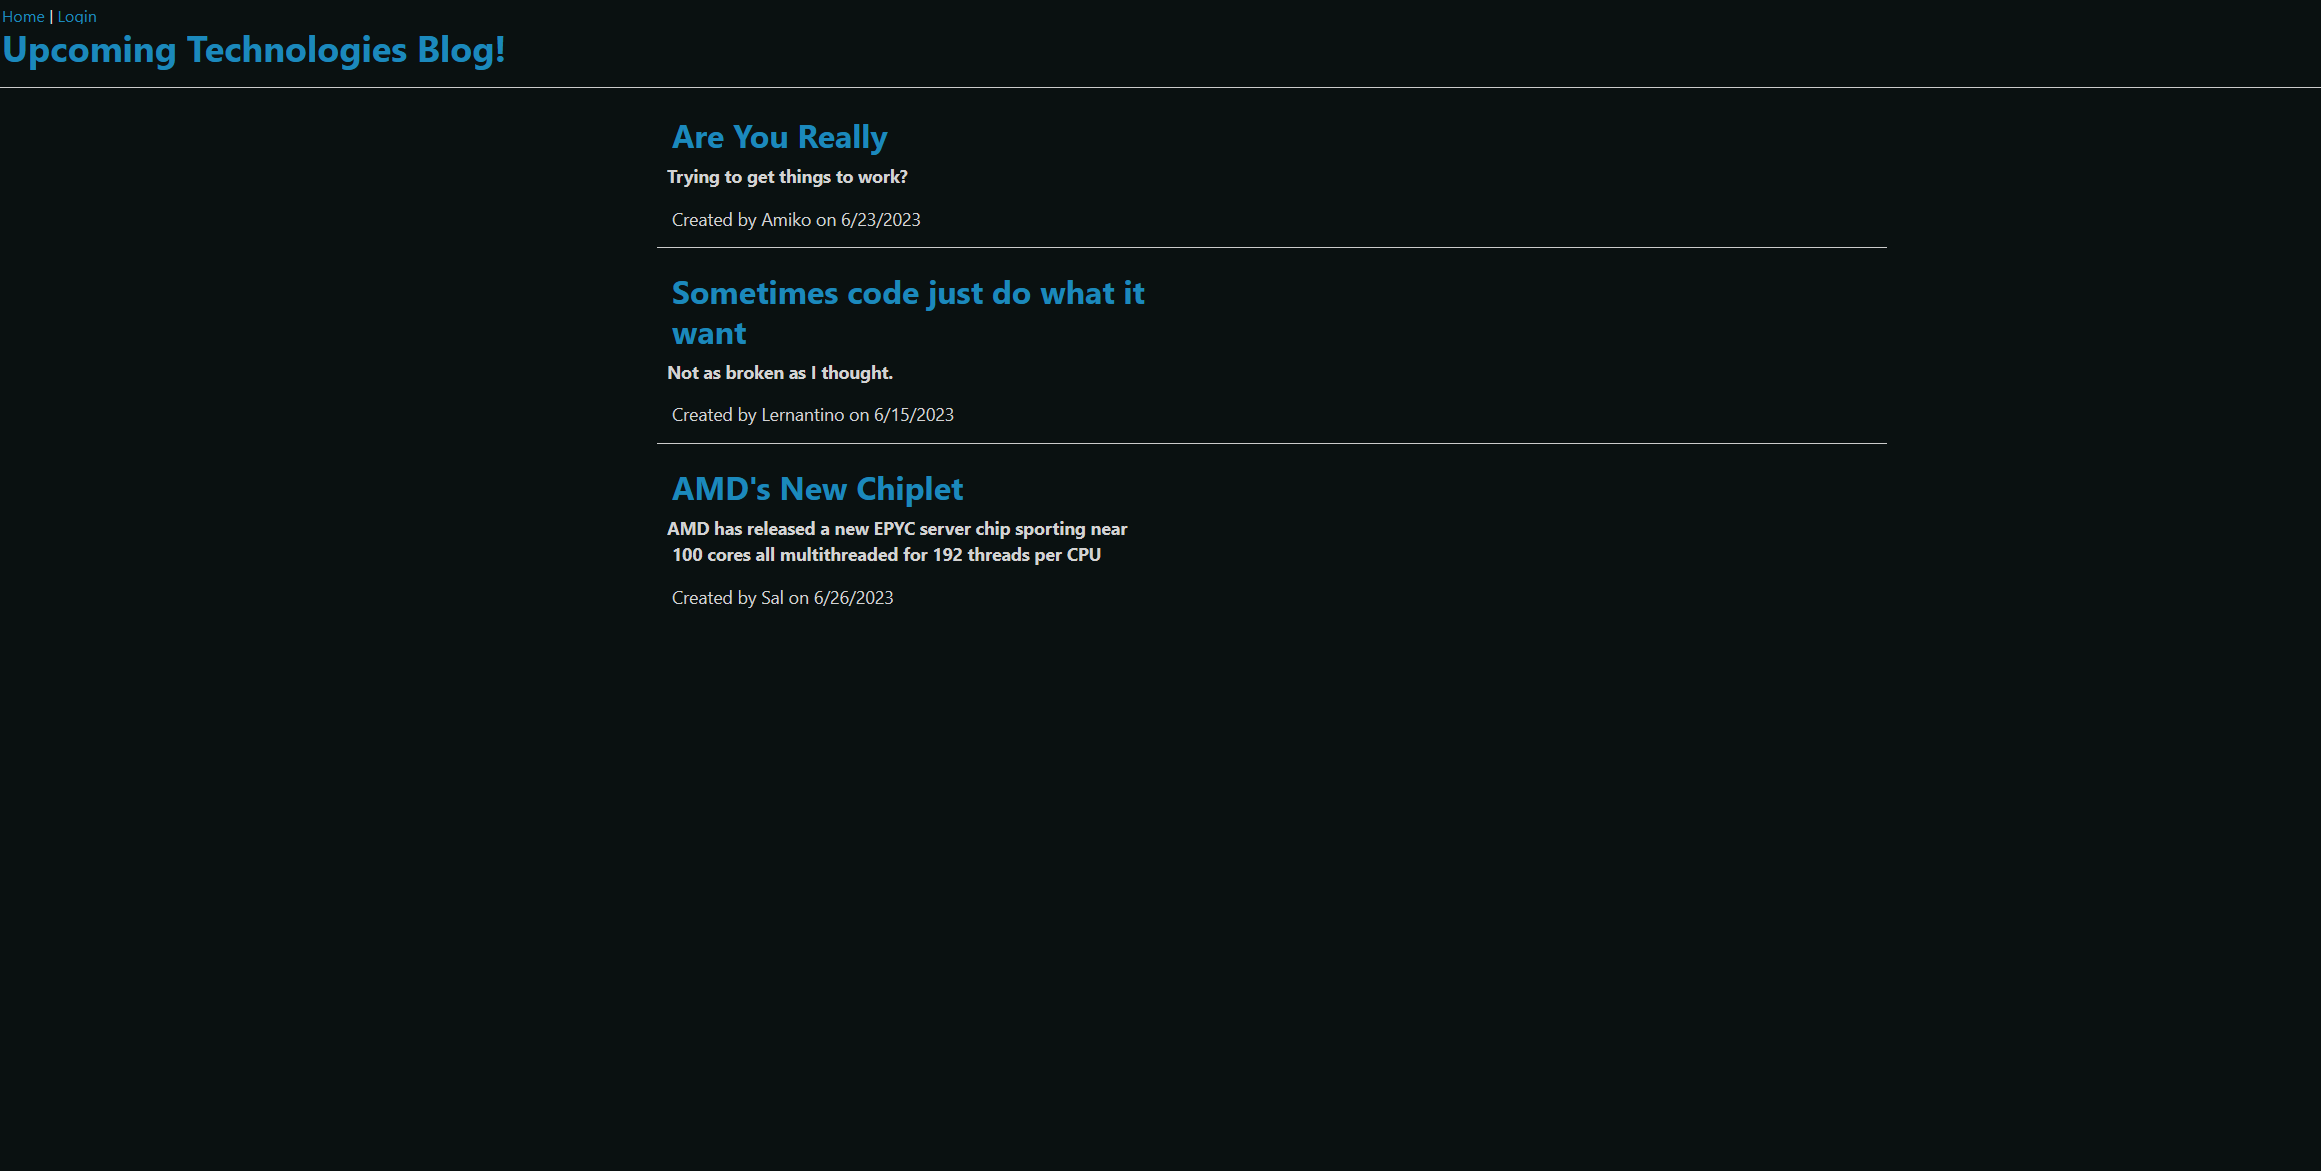 Home | Login
Upcoming Technologies Blog!
Are You Really
Trying to get things to work?
Created by Amiko on 6/23/2023
Sometimes code just do what it
want
Not as broken as I thought.
Created by Lernantino on 6/15/2023
AMD's New Chiplet
AMD has released a new EPYC server chip sporting near
100 cores all multithreaded for 192 threads per CPU
Created by Sal on 6/26/2023